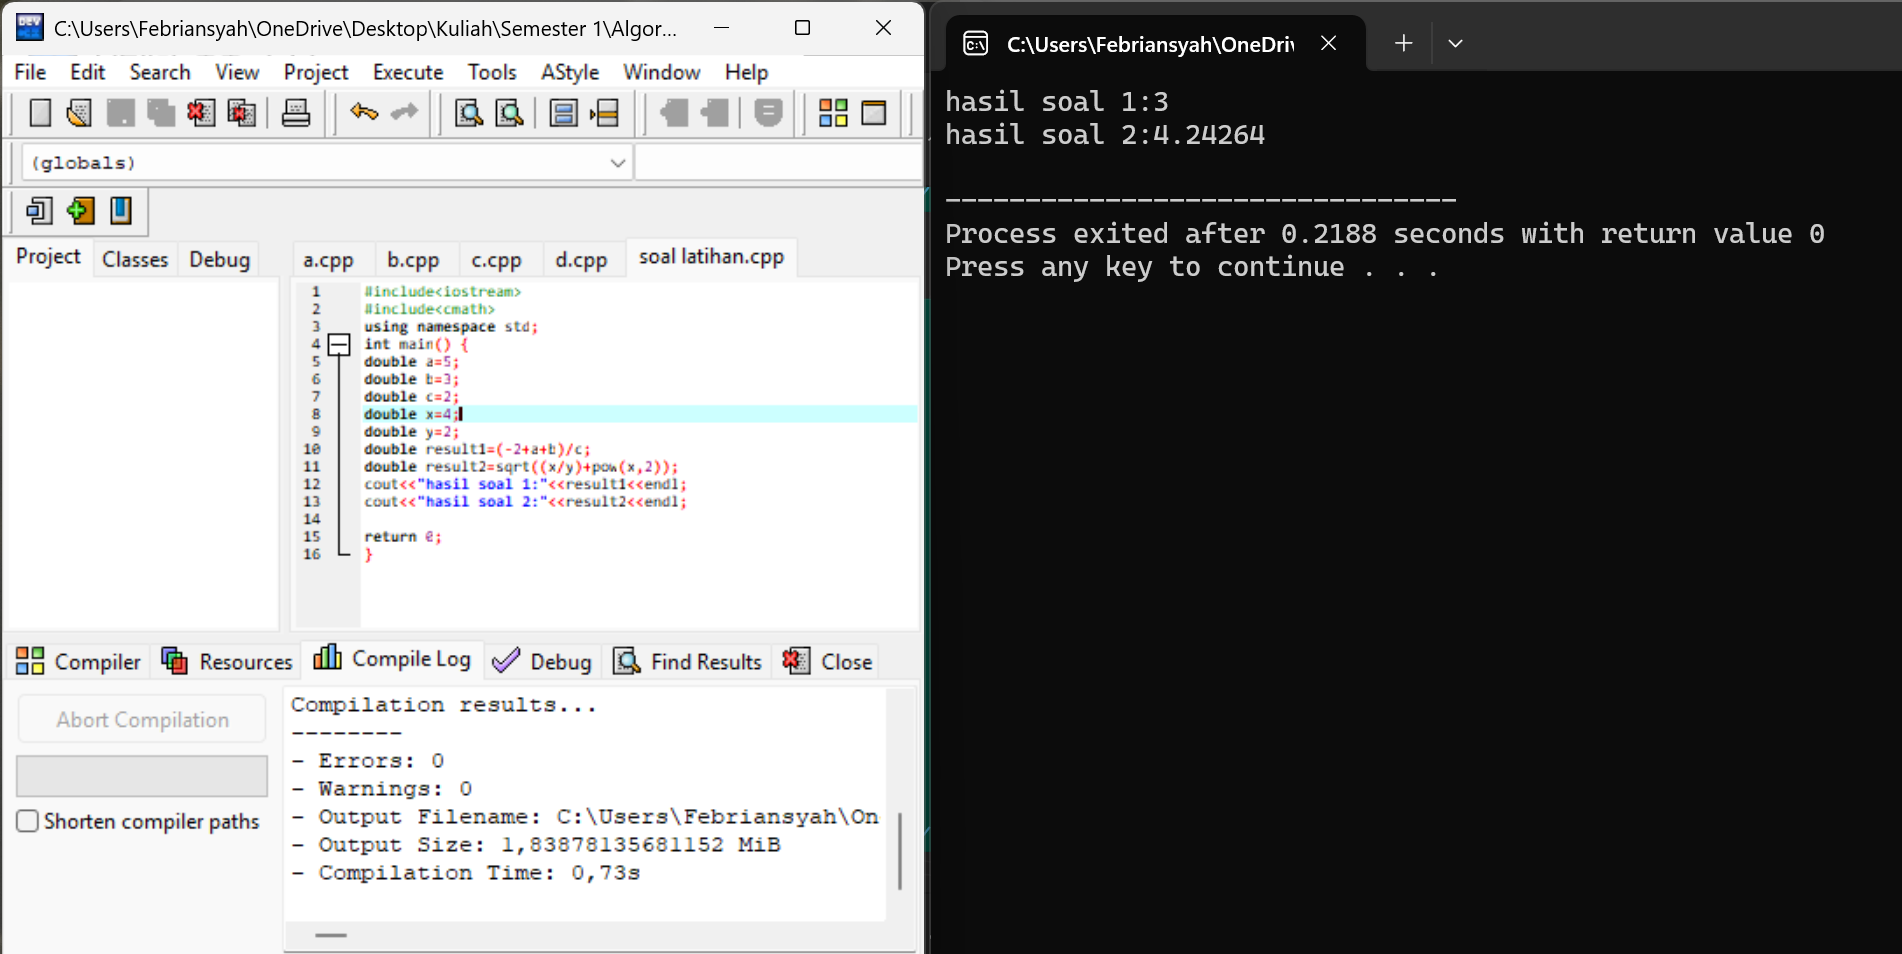 C:\Users\Febriansyah\OneDrive\Desktop\Kuliah\Semester 1\Algor...
File Edit Search View Project Execute Tools AStyle Window Help
(globals)
Project Classes Debug
a.cpp b.cpp c.cpp d.cpp soal latihan.cpp
1 #include<iostream>
2 #include<cmath>
3 using namespace std;
4 int main() {
5 double a=5;
6 double b=3;
7 double c=2;
8 double x=4;
9 double y=2;
10 double result1=(-2+a+b)/c;
11 double result2=sqrt((x/y)+pow(x,2));
12 cout<<"hasil soal 1:"<<result1<<endl;
13 cout<<"hasil soal 2:"<<result2<<endl;
14
15 return 0;
16 }
Compiler Resources Compile Log Debug Find Results Close
Abort Compilation
Shorten compiler paths
Compilation results...
--------
- Errors: 0
- Warnings: 0
- Output Filename: C:\Users\Febriansyah\On
- Output Size: 1,83878135681152 MiB
- Compilation Time: 0,73s
C:\Users\Febriansyah\OneDriv
hasil soal 1:3
hasil soal 2:4.24264
--------------------------------
Process exited after 0.2188 seconds with return value 0
Press any key to continue . . .